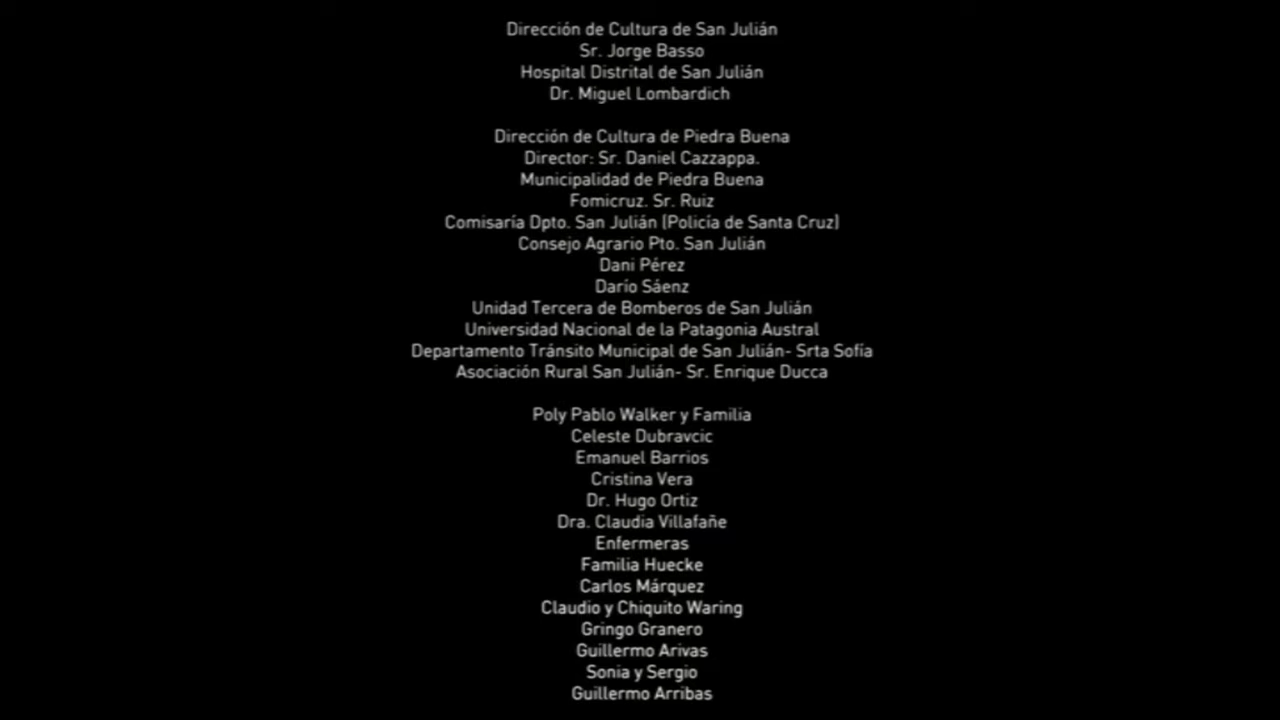 Dirección de Cultura de San Julián
Sr. Jorge Basso
Hospital Distrital de San Julián
Dr. Miguel Lombardich
Dirección de Cultura de Piedra Buena
Director: Sr. Daniel Cazzappa.
Municipalidad de Piedra Buena
Fomicruz. Sr. Ruiz
Comisaría Dpto. San Julián (Policía de Santa Cruz)
Consejo Agrario Pto. San Julián
Dani Pérez
Darío Sáenz
Unidad Tercera de Bomberos de San Julián
Universidad Nacional de la Patagonia Austral
Departamento Tránsito Municipal de San Julián- Srta Sofía
Asociación Rural San Julián- Sr. Enrique Ducca
Poly Pablo Walker y Familia
Celeste Dubravcic
Emanuel Barrios
Cristina Vera
Dr. Hugo Ortiz
Dra. Claudia Villafañe
Enfermeras
Familia Huecke
Carlos Márquez
Claudio y Chiquito Waring
Gringo Granero
Guillermo Arivas
Sonia y Sergio
Guillermo Arribas